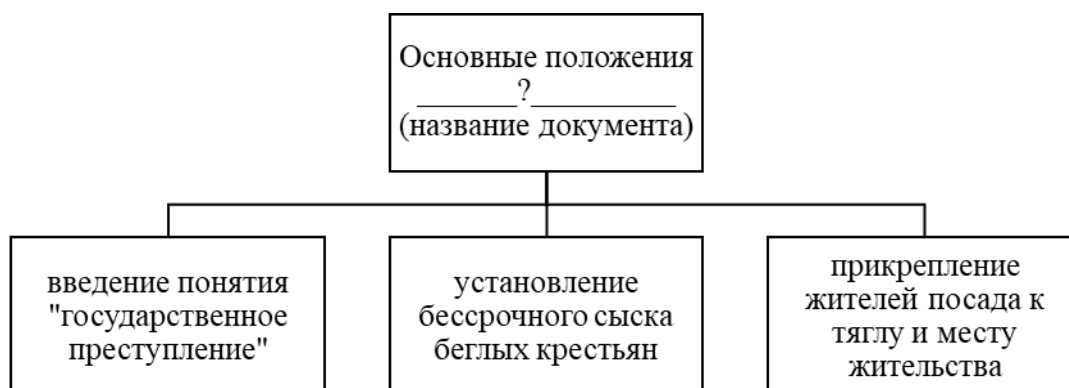 Основные положения
_______?__________
(название документа)
введение понятия
"государственное
преступление"
установление
бессрочного сыска
беглых крестьян
прикрепление
жителей посада к
тяглу и месту
жительства